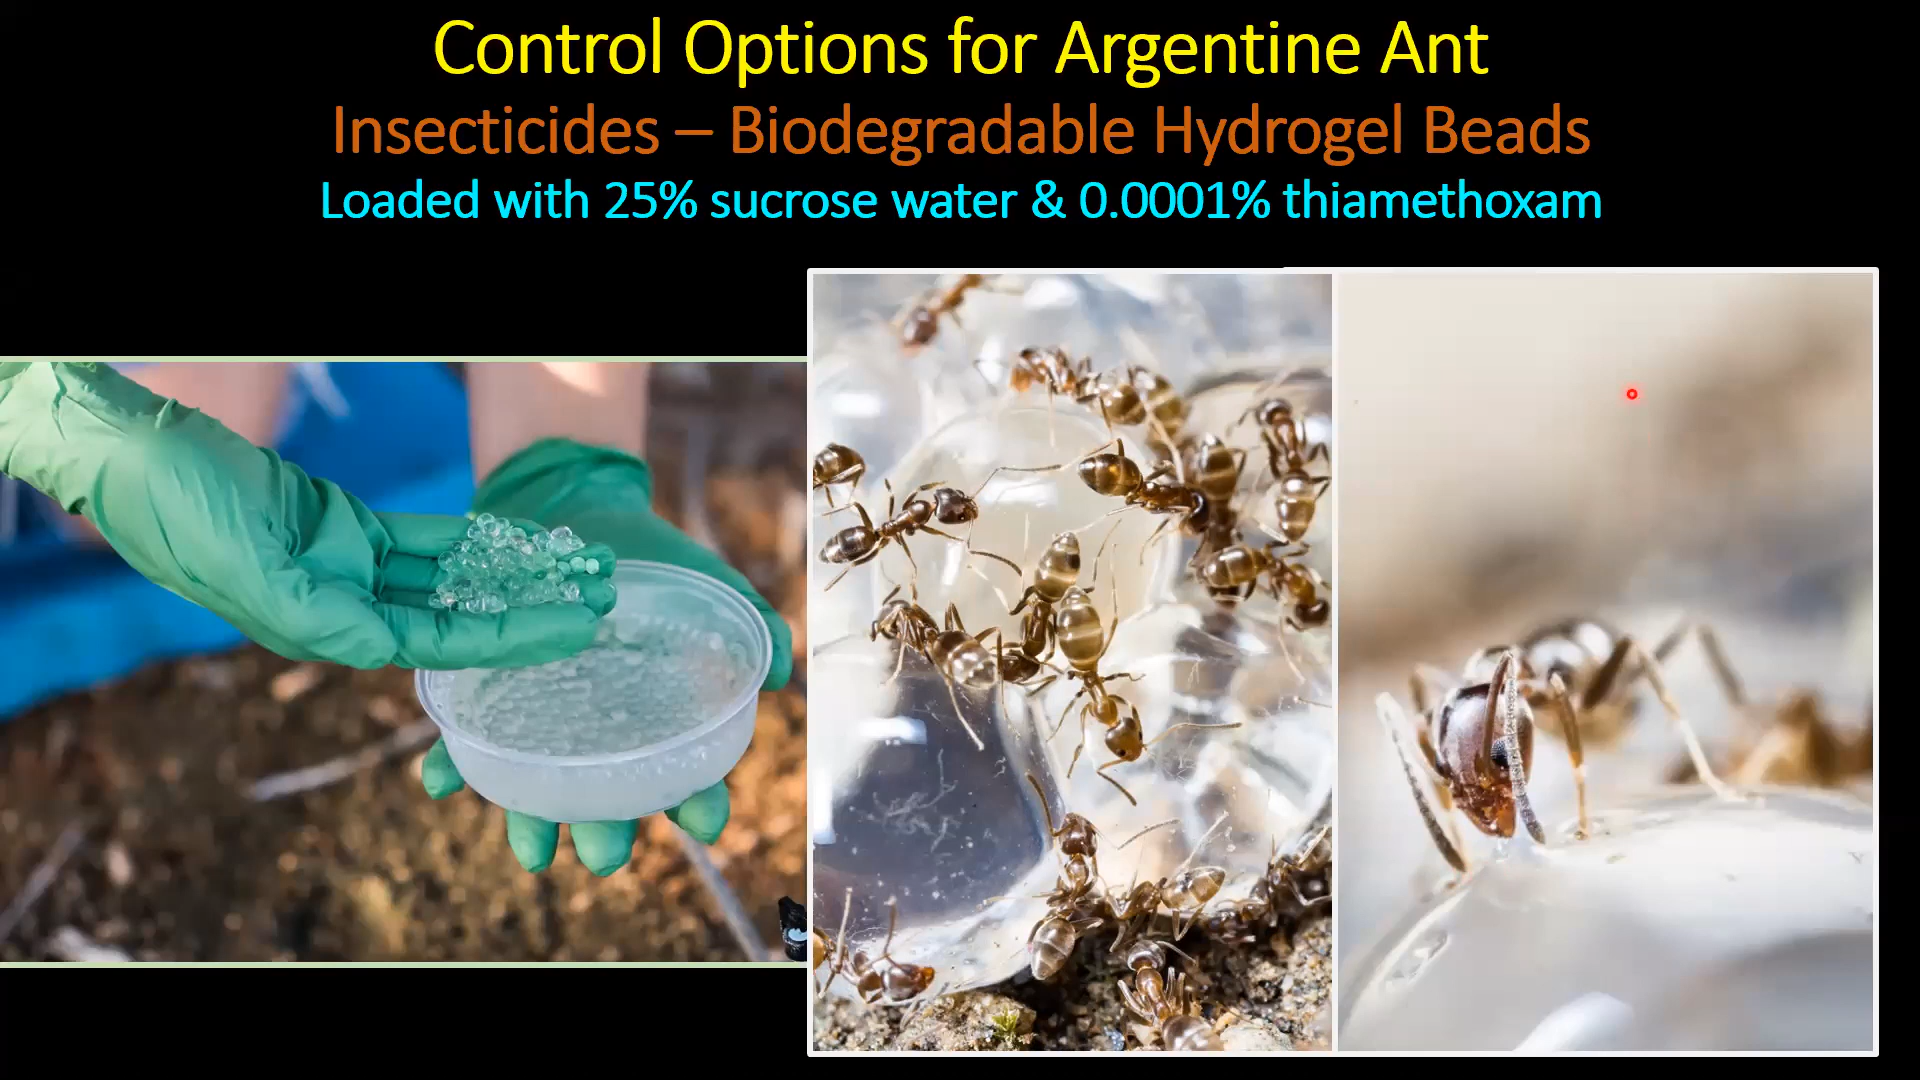 Control Options for Argentine Ant
Insecticides – Biodegradable Hydrogel Beads
Loaded with 25% sucrose water & 0.0001% thiamethoxam